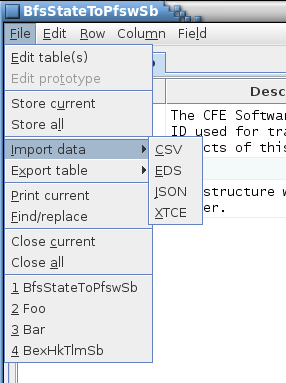 BfsStateToPfswSb
File Edit Row Column Field
Edit table(s)
Edit prototype
Store current
Store all
Import data
Export table
Print current
Find/replace
Close current
Close all
1 BfsStateToPfswSb
2 Foo
3 Bar
4 BexHkTlmSb
CSV
EDS
JSON
XTCE
Desc
The CFE Softwar
ID used for tra
cts of this
structure w
er.